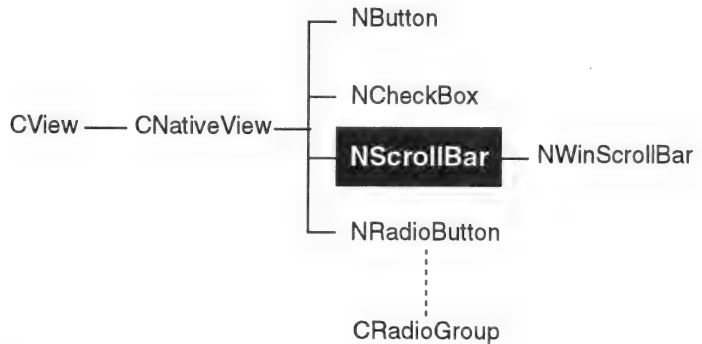 NButton
NCheckBox
CView CNativeView
NScrollBar NWinScrollBar
NRadioButton
CRadioGroup